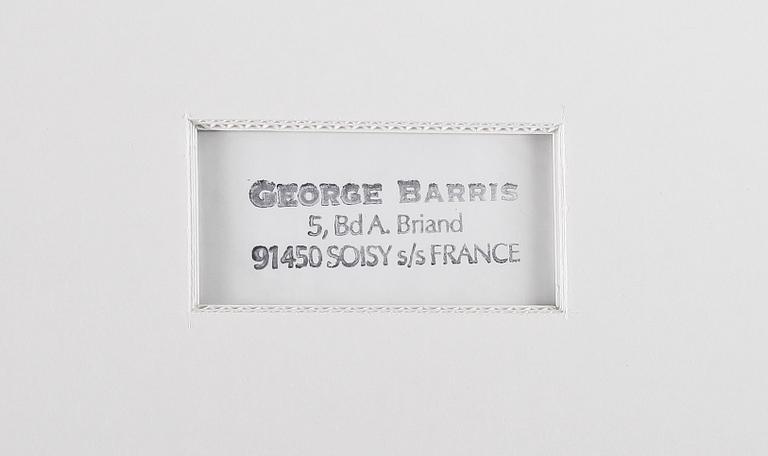 GEORGE BARRIS
5, Bd A. Briand
91450 SOISY s/s FRANCE